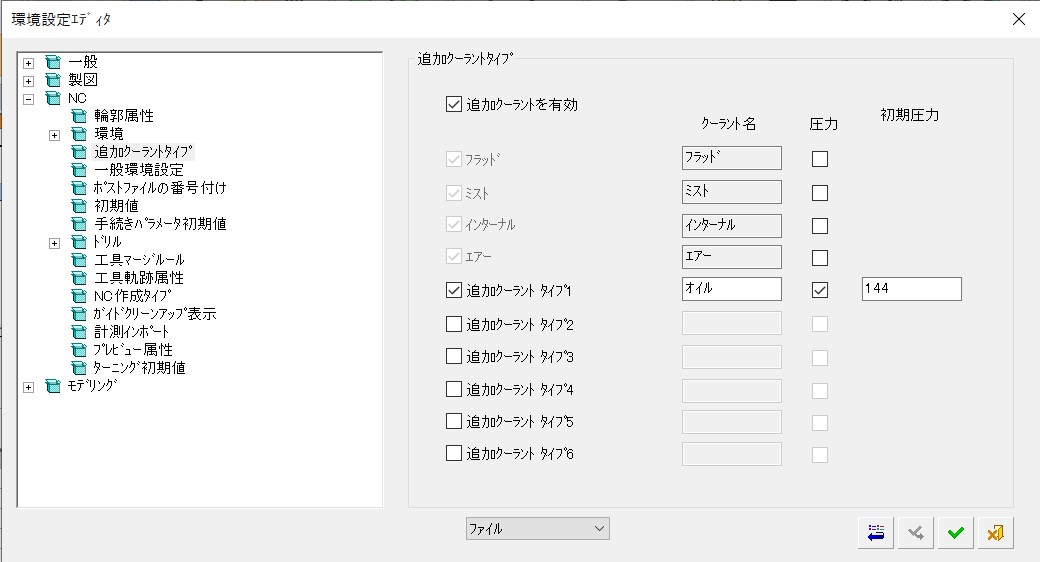 環境設定ｴﾃﾞｨﾀ
一般
製図
NC
輪郭属性
環境
追加ｸｰﾗﾝﾄﾀｲﾌﾟ
一般環境設定
ﾎﾟｽﾄﾌｧｲﾙの番号付け
初期値
手続きﾊﾟﾗﾒｰﾀ初期値
ﾄﾞﾘﾙ
工具ﾏｰｼﾞﾙｰﾙ
工具軌跡属性
NC作成ﾀｲﾌﾟ
ｶﾞｲﾄﾞｸﾘｰﾝｱｯﾌﾟ表示
計測ｲﾝﾎﾟｰﾄ
ﾌﾟﾚﾋﾞｭｰ属性
ﾀｰﾆﾝｸﾞ初期値
ﾓﾃﾞﾘﾝｸﾞ
追加ｸｰﾗﾝﾄﾀｲﾌﾟ
追加ｸｰﾗﾝﾄを有効
ｸｰﾗﾝﾄ名 圧力 初期圧力
ﾌﾗｯﾄﾞ ﾌﾗｯﾄﾞ
ﾐｽﾄ ﾐｽﾄ
ｲﾝﾀｰﾅﾙ ｲﾝﾀｰﾅﾙ
ｴｱｰ ｴｱｰ
追加ｸｰﾗﾝﾄ ﾀｲﾌﾟ1 ｵｲﾙ 144
追加ｸｰﾗﾝﾄ ﾀｲﾌﾟ2
追加ｸｰﾗﾝﾄ ﾀｲﾌﾟ3
追加ｸｰﾗﾝﾄ ﾀｲﾌﾟ4
追加ｸｰﾗﾝﾄ ﾀｲﾌﾟ5
追加ｸｰﾗﾝﾄ ﾀｲﾌﾟ6
ﾌｧｲﾙ